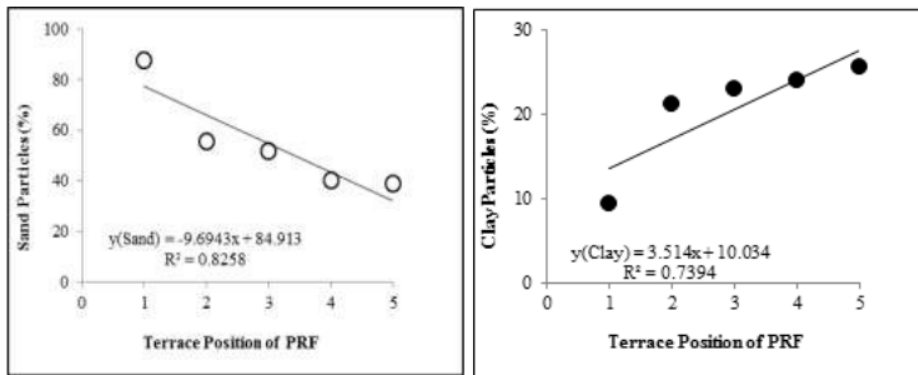 100
80
60
40
20
0
Sand Particles (%)
y(Sand) = -9.6943x + 84.913
R² = 0.8258
0 1 2 3 4 5
Terrace Position of PRF
30
20
10
0
Clay Particles (%)
y(Clay) = 3.514x + 10.034
R² = 0.7394
0 1 2 3 4 5
Terrace Position of PRF